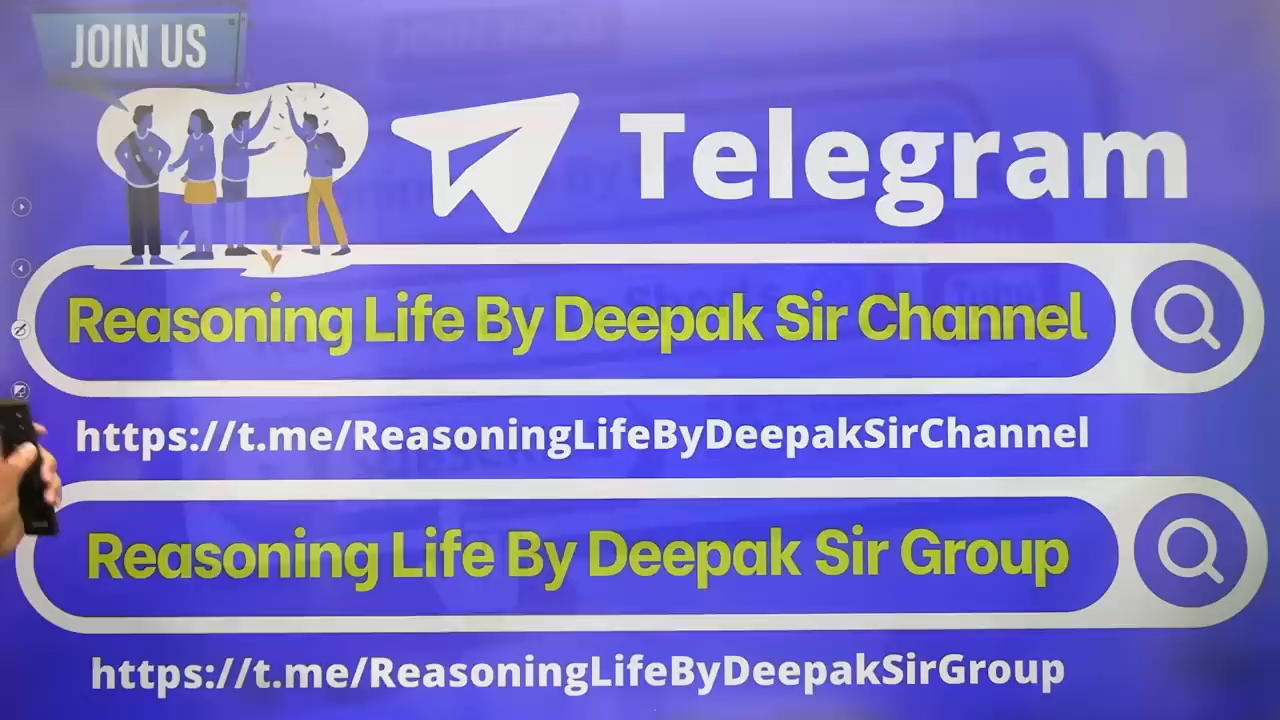 JOIN US
Telegram
Reasoning Life By Deepak Sir Channel
https://t.me/ReasoningLifeByDeepakSirChannel
Reasoning Life By Deepak Sir Group
https://t.me/ReasoningLifeByDeepakSirGroup